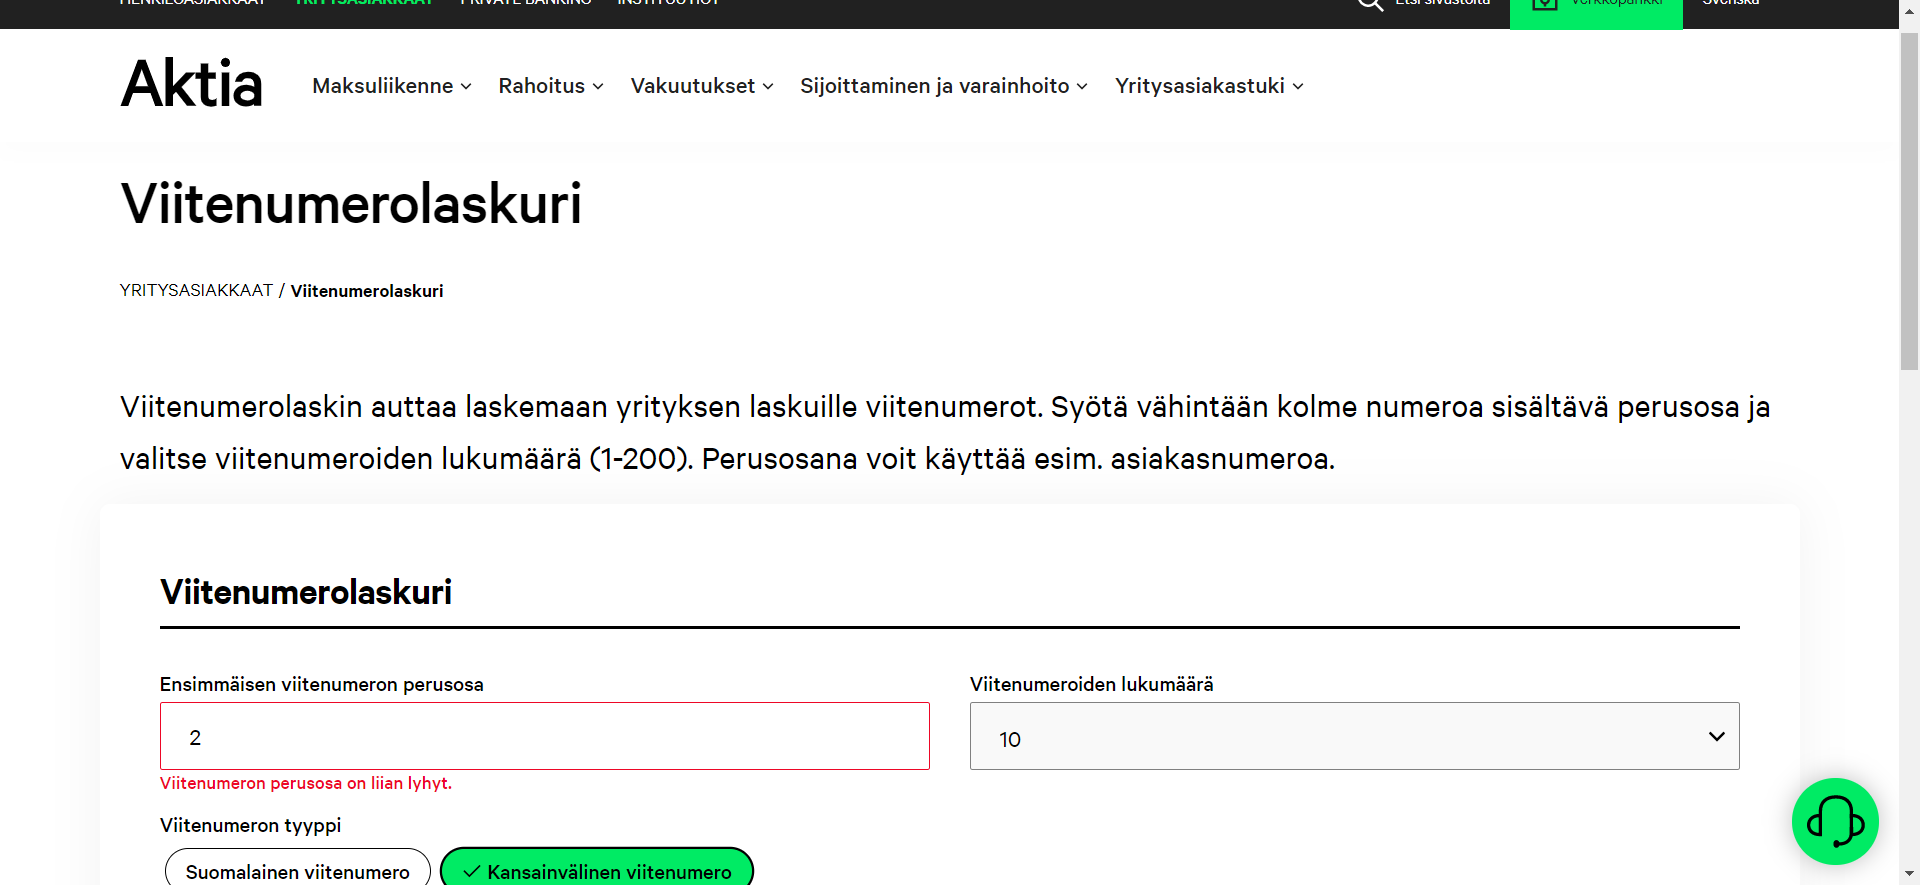 HENKILÖASIAKKAAT YRITYSASIAKKAAT PRIVATE BANKING INSTITUUTIOT Etsi sivustolta Verkkopankki Svenska
Aktia Maksuliikenne Rahoitus Vakuutukset Sijoittaminen ja varainhoito Yritysasiakastuki
Viitenumerolaskuri
YRITYSASIAKKAAT / Viitenumerolaskuri
Viitenumerolaskin auttaa laskemaan yrityksen laskuille viitenumerot. Syötä vähintään kolme numeroa sisältävä perusosa ja
valitse viitenumeroiden lukumäärä (1-200). Perusosana voit käyttää esim. asiakasnumeroa.
Viitenumerolaskuri
Ensimmäisen viitenumeron perusosa Viitenumeroiden lukumäärä
2 10
Viitenumeron perusosa on liian lyhyt.
Viitenumeron tyyppi
Suomalainen viitenumero Kansainvälinen viitenumero